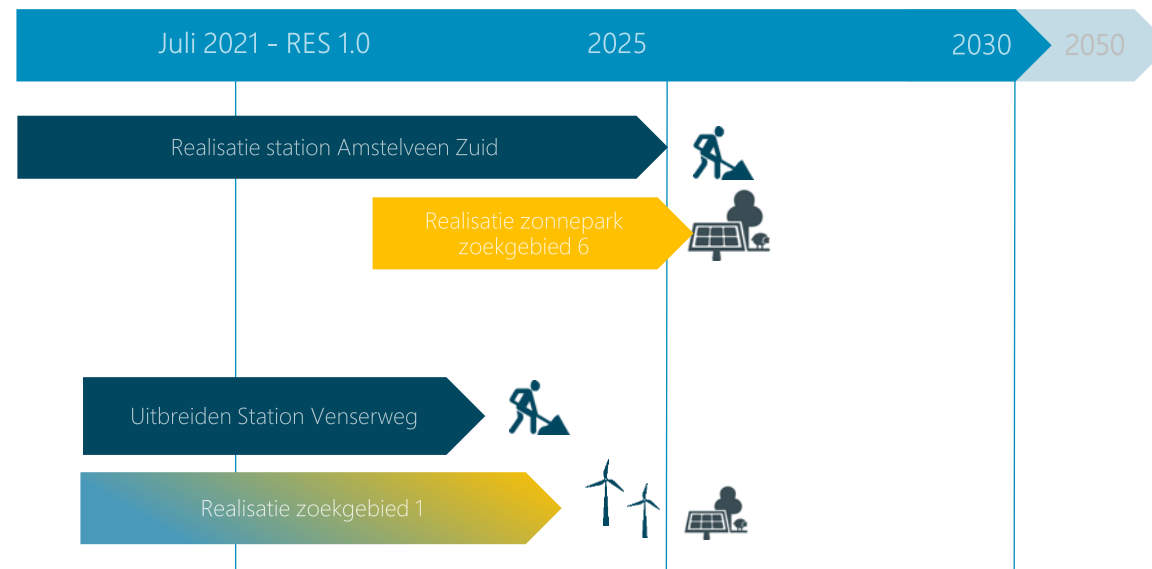 Juli 2021 - RES 1.0
2025
2030
2050
Realisatie station Amstelveen Zuid
Realisatie zonnepark
zoekgebied 6
Uitbreiden Station Venserweg
Realisatie zoekgebied 1